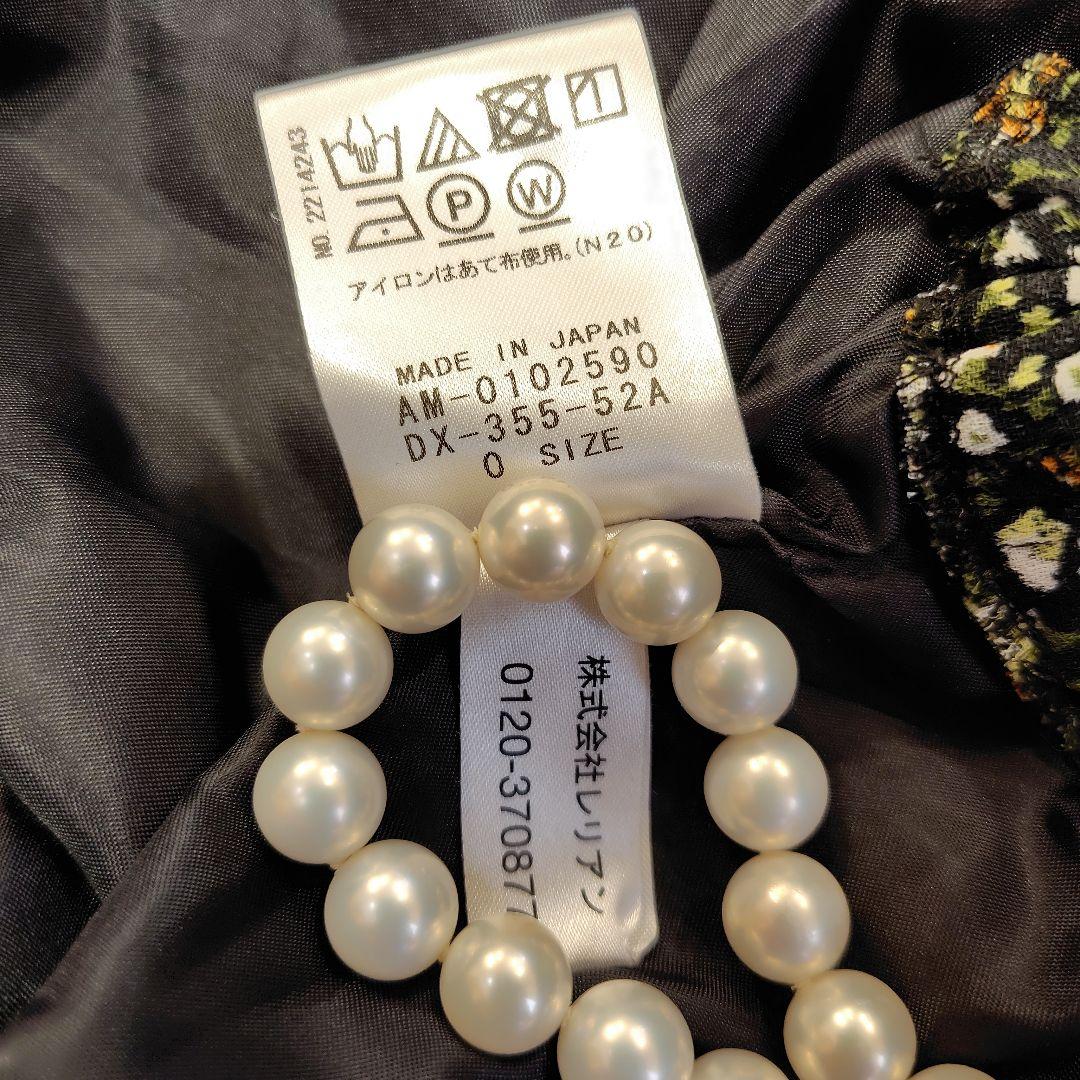 NO. 2214243
P W
アイロンはあて布使用。(N20)
MADE IN JAPAN
AM-0102590
DX-355-52A
0 SIZE
株式会社レリアン
0120-370877